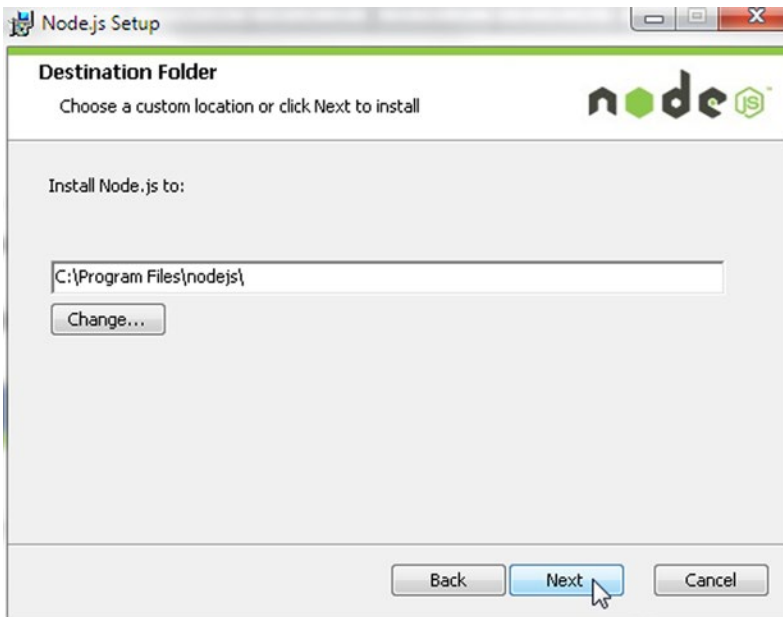 Node.js Setup
Destination Folder
Choose a custom location or click Next to install
node
JS
Install Node.js to:
C:\Program Files\nodejs\
Change...
Back
Next
Cancel